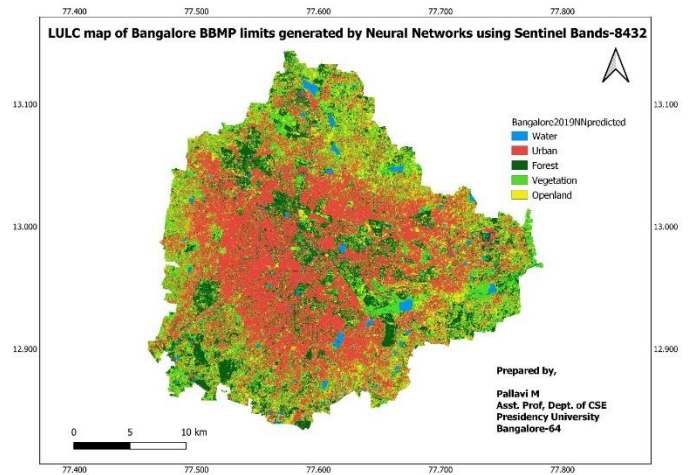 77.400 77.500 77.600 77.700 77.800
LULC map of Bangalore BBMP limits generated by Neural Networks using Sentinel Bands-8432
13.100 13.100
Bangalore2019NNpredicted
Water
Urban
Forest
Vegetation
Openland
13.000 13.000
12.900 12.900
Prepared by,
Pallavi M
Asst. Prof, Dept. of CSE
Presidency University
Bangalore-64
0 5 10 km
77.400 77.500 77.600 77.700 77.800